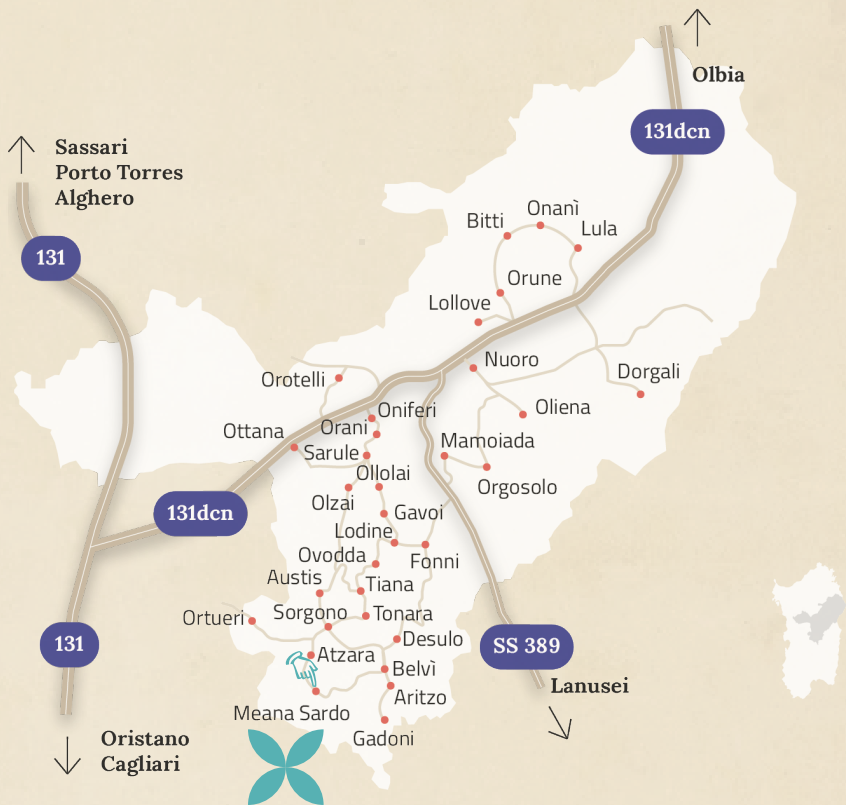 Olbia
131dcn
Sassari
Porto Torres
Alghero
131
Onanì
Bitti
Lula
Orune
Lollove
Nuoro
Orotelli
Dorgali
Oniferi
Oliena
Orani
Ottana
Mamoiada
Sarule
Ollolai
Orgosolo
Olzai
Gavoi
131dcn
Lodine
Ovodda
Fonni
Austis
Tiana
Sorgono
Tonara
Ortueri
Desulo
131
SS 389
Atzara
Belvì
Lanusei
Aritzo
Meana Sardo
Gadoni
Oristano
Cagliari